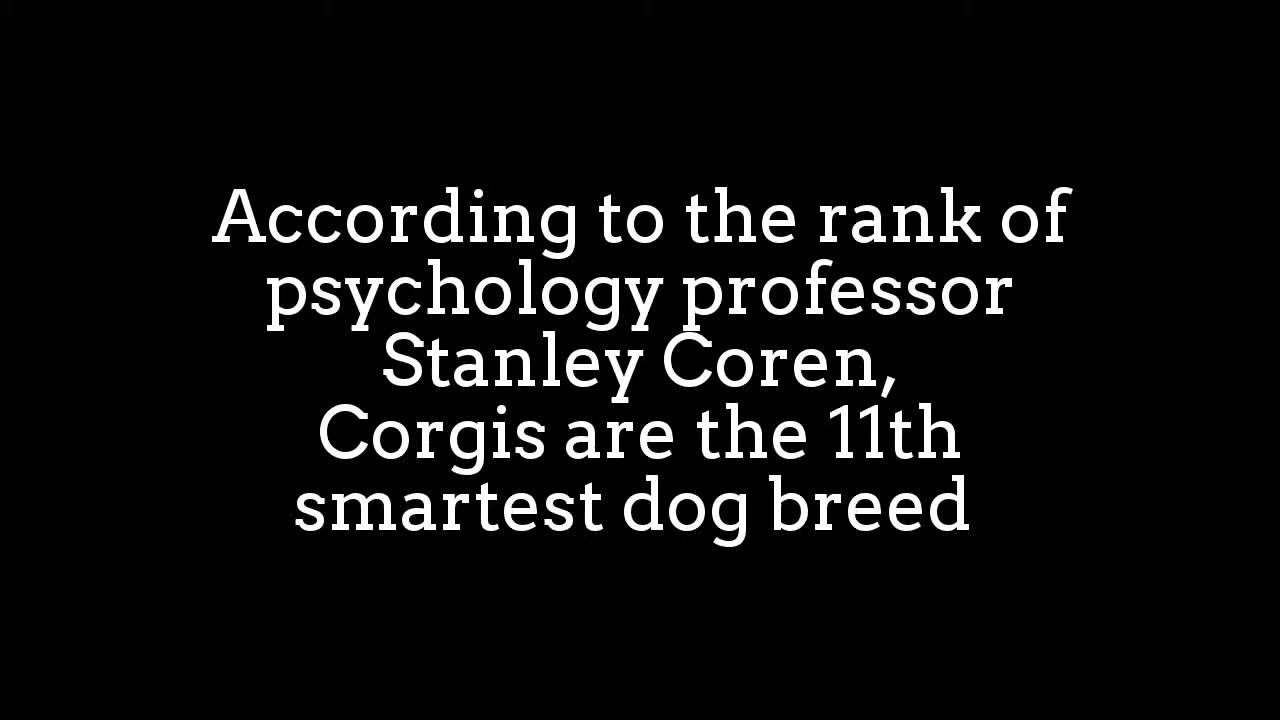 According to the rank of
psychology professor
Stanley Coren,
Corgis are the 11th
smartest dog breed